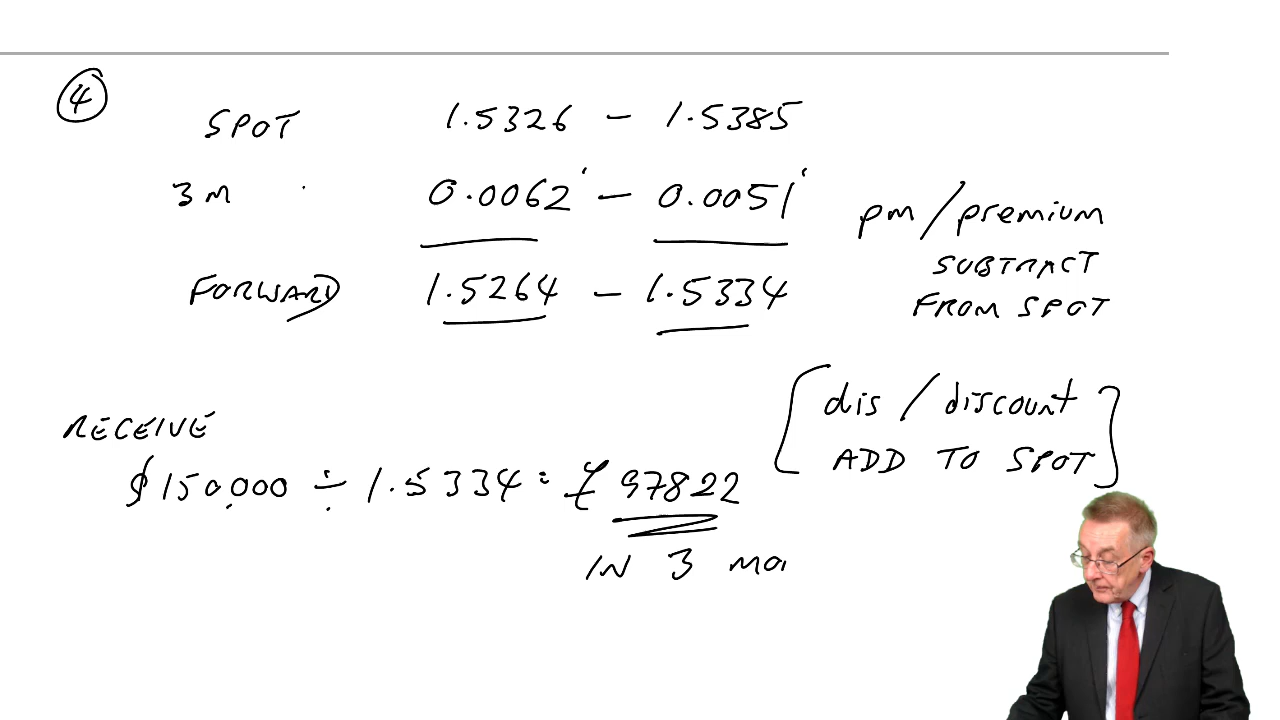 4
SPOT 1.5326 – 1.5385
3M 0.0062 – 0.0051 pm / premium
SUBTRACT
FORWARD 1.5264 – 1.5334 FROM SPOT
dis / discount
RECEIVE
ADD TO SPOT
$150,000 ÷ 1.5334 = £97822
IN 3 mo